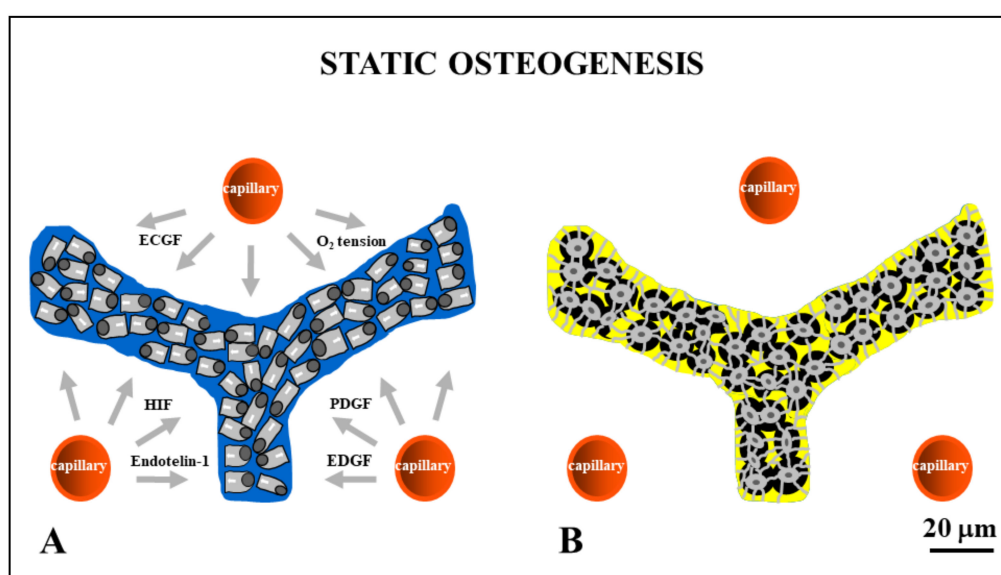 STATIC OSTEOGENESIS
capillary
capillary
ECGF
O₂ tension
HIF
PDGF
Endotelin-1
EDGF
capillary
capillary
capillary
capillary
A
B
20 μm